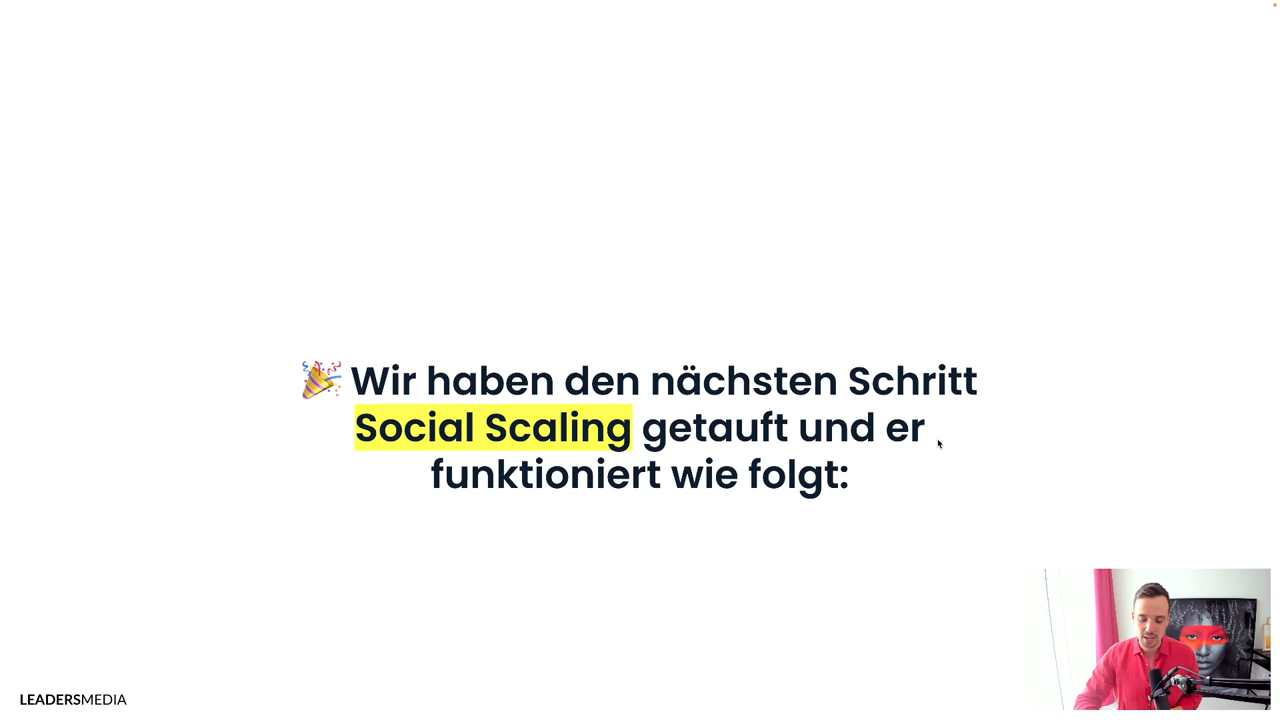 🎉 Wir haben den nächsten Schritt
Social Scaling getauft und er
funktioniert wie folgt:
LEADERSMEDIA